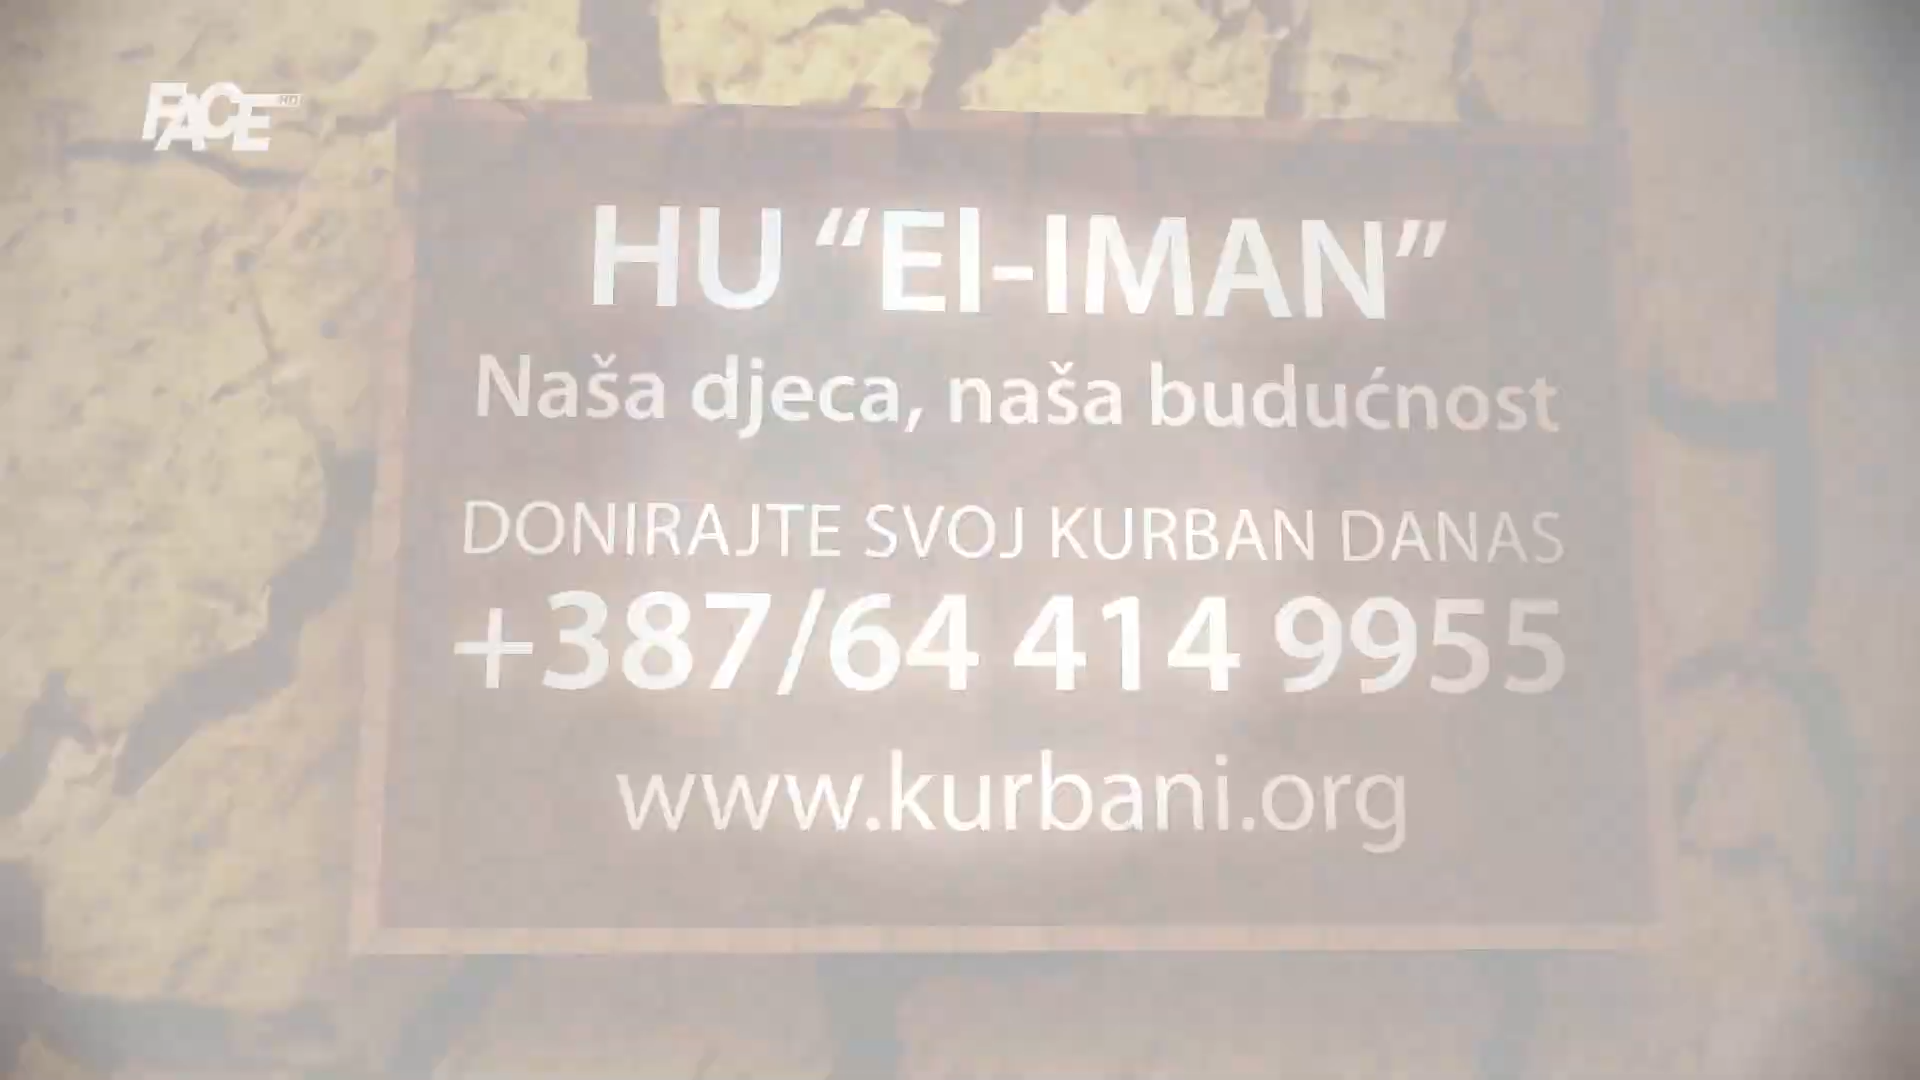 FACE HD
HU “El-IMAN”
Naša djeca, naša budućnost
DONIRAJTE SVOJ KURBAN DANAS
+387/64 414 9955
www.kurbani.org